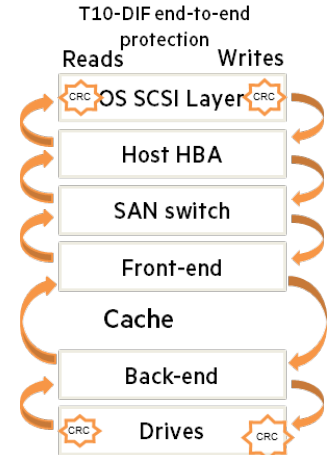 T10-DIF end-to-end
protection
Reads Writes
CRC OS SCSI Layer CRC
Host HBA
SAN switch
Front-end
Cache
Back-end
CRC Drives CRC